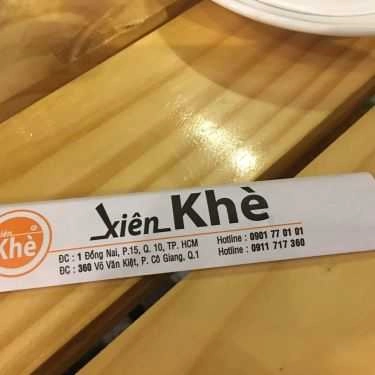 xiên Khè
xiên
Khè
ĐC : 1 Đồng Nai, P.15, Q. 10, TP. HCM Hotline : 0901 77 01 01
ĐC : 360 Võ Văn Kiệt, P. Cô Giang, Q.1 Hotline : 0911 717 360